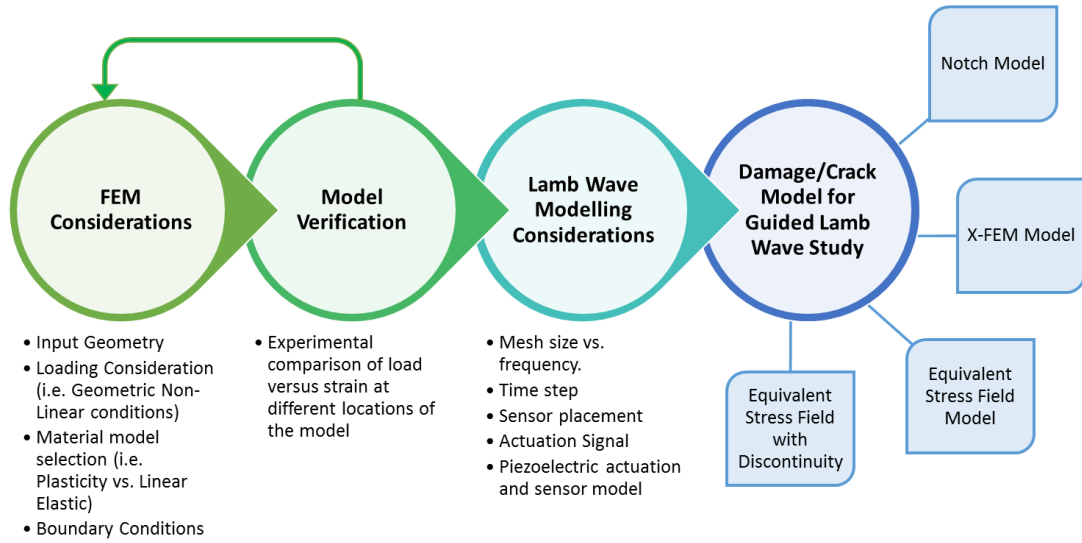 FEM
Considerations
Model
Verification
Lamb Wave
Modelling
Considerations
Damage/Crack
Model for
Guided Lamb
Wave Study
Notch Model
X-FEM Model
Equivalent
Stress Field
Model
Equivalent
Stress Field
with
Discontinuity
• Input Geometry
• Loading Consideration
(i.e. Geometric Non-
Linear conditions)
• Material model
selection (i.e.
Plasticity vs. Linear
Elastic)
• Boundary Conditions
• Experimental
comparison of load
versus strain at
different locations of
the model
• Mesh size vs.
frequency.
• Time step
• Sensor placement
• Actuation Signal
• Piezoelectric actuation
and sensor model